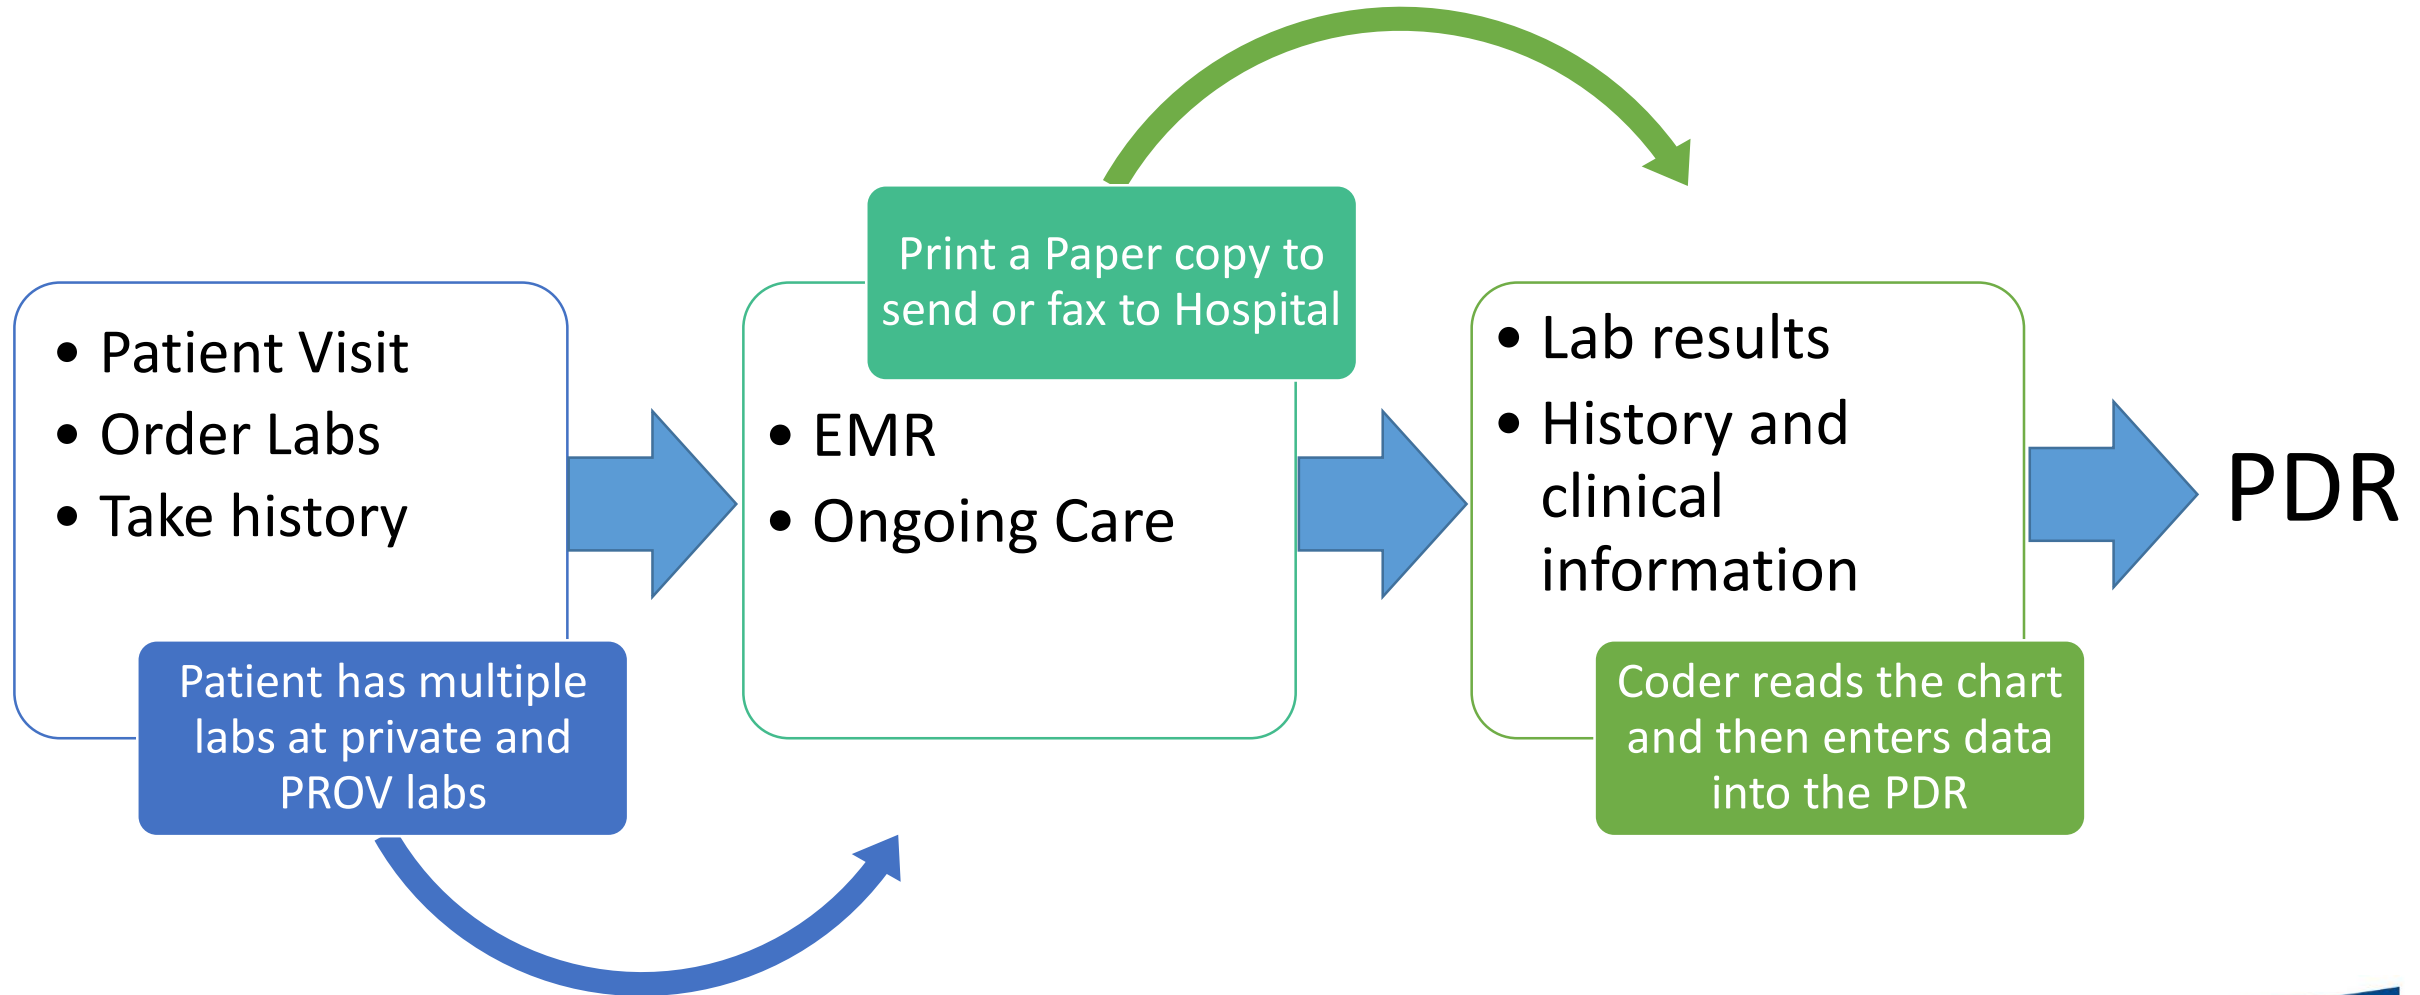 • Patient Visit
• Order Labs
• Take history
Patient has multiple
labs at private and
PROV labs
Print a Paper copy to
send or fax to Hospital
• EMR
• Ongoing Care
• Lab results
• History and
clinical
information
Coder reads the chart
and then enters data
into the PDR
PDR